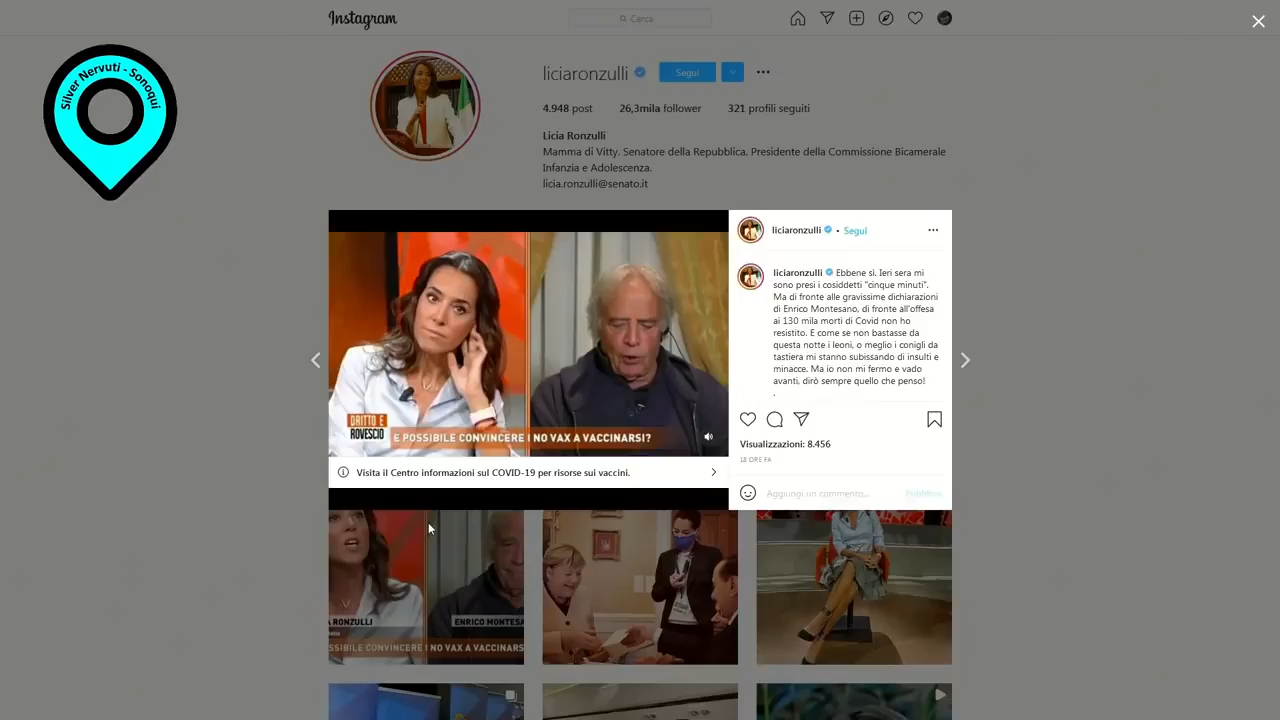 Instagram
Cerca
Silver Nervuti - Sonoqui
liciaronzulli
Segui
4.948 post
26,3mila follower
321 profili seguiti
Licia Ronzulli
Mamma di Vitty. Senatore della Repubblica. Presidente della Commissione Bicamerale
Infanzia e Adolescenza.
licia.ronzulli@senato.it
liciaronzulli • Segui
liciaronzulli Ebbene sì. Ieri sera mi
sono presi i cosiddetti "cinque minuti".
Ma di fronte alle gravissime dichiarazioni
di Enrico Montesano, di fronte all'offesa
ai 130 mila morti di Covid non ho
resistito. E come se non bastasse da
questa notte i leoni, o meglio i conigli da
tastiera mi stanno subissando di insulti e
minacce. Ma io non mi fermo e vado
avanti, dirò sempre quello che penso!
.
DRITTO E
ROVESCIO
E POSSIBILE CONVINCERE I NO VAX A VACCINARSI?
Visita il Centro informazioni sul COVID-19 per risorse sui vaccini.
Visualizzazioni: 8.456
18 ORE FA
Aggiungi un commento...
Pubblica
A RONZULLI
ENRICO MONTESA
SSIBILE CONVINCERE I NO VAX A VACCINARS